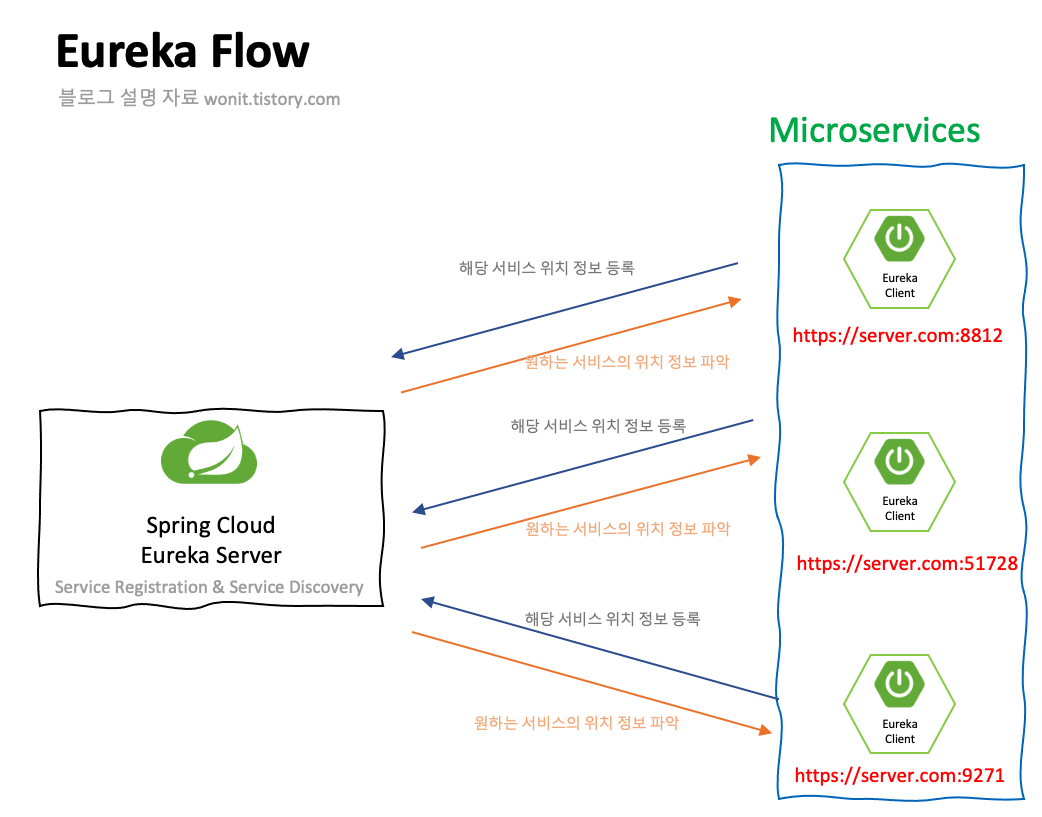 Eureka Flow
블로그 설명 자료 wonit.tistory.com
Microservices
Eureka
Client
https://server.com:8812
해당 서비스 위치 정보 등록
원하는 서비스의 위치 정보 파악
해당 서비스 위치 정보 등록
원하는 서비스의 위치 정보 파악
Eureka
Client
https://server.com:51728
Spring Cloud
Eureka Server
Service Registration & Service Discovery
해당 서비스 위치 정보 등록
원하는 서비스의 위치 정보 파악
Eureka
Client
https://server.com:9271